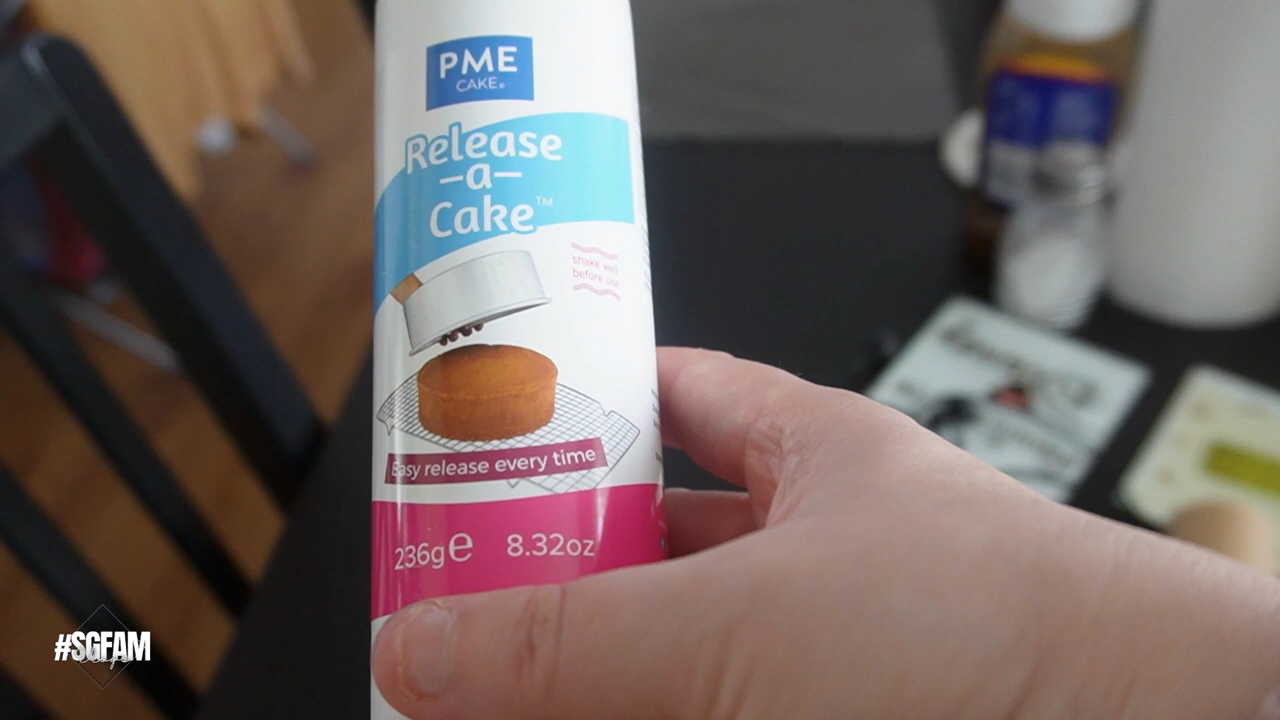 PME
CAKE®
Release
-a-
Cake™
shake well
before use
Easy release every time
236g℮ 8.32oz
#SGFAM